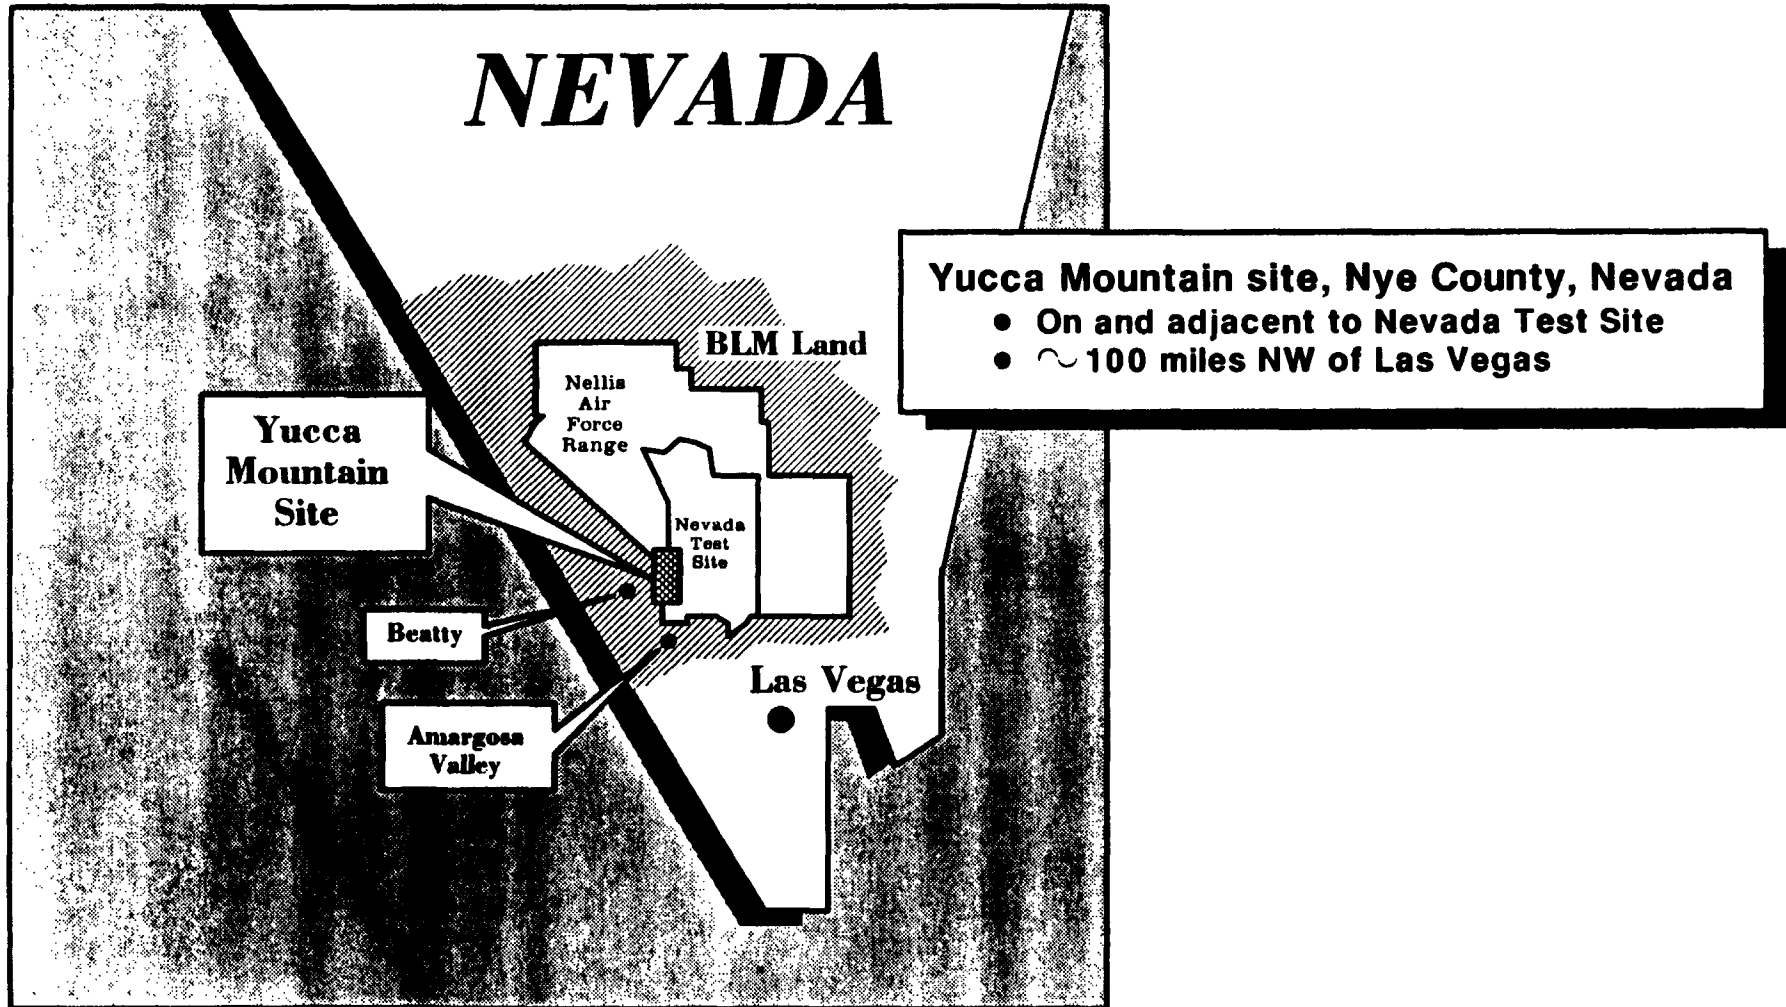 NEVADA
Yucca Mountain site, Nye County, Nevada
● On and adjacent to Nevada Test Site
● ~100 miles NW of Las Vegas
BLM Land
Nellis
Air
Force
Range
Yucca
Mountain
Site
Nevada
Test
Site
Beatty
Las Vegas
Amargosa
Valley